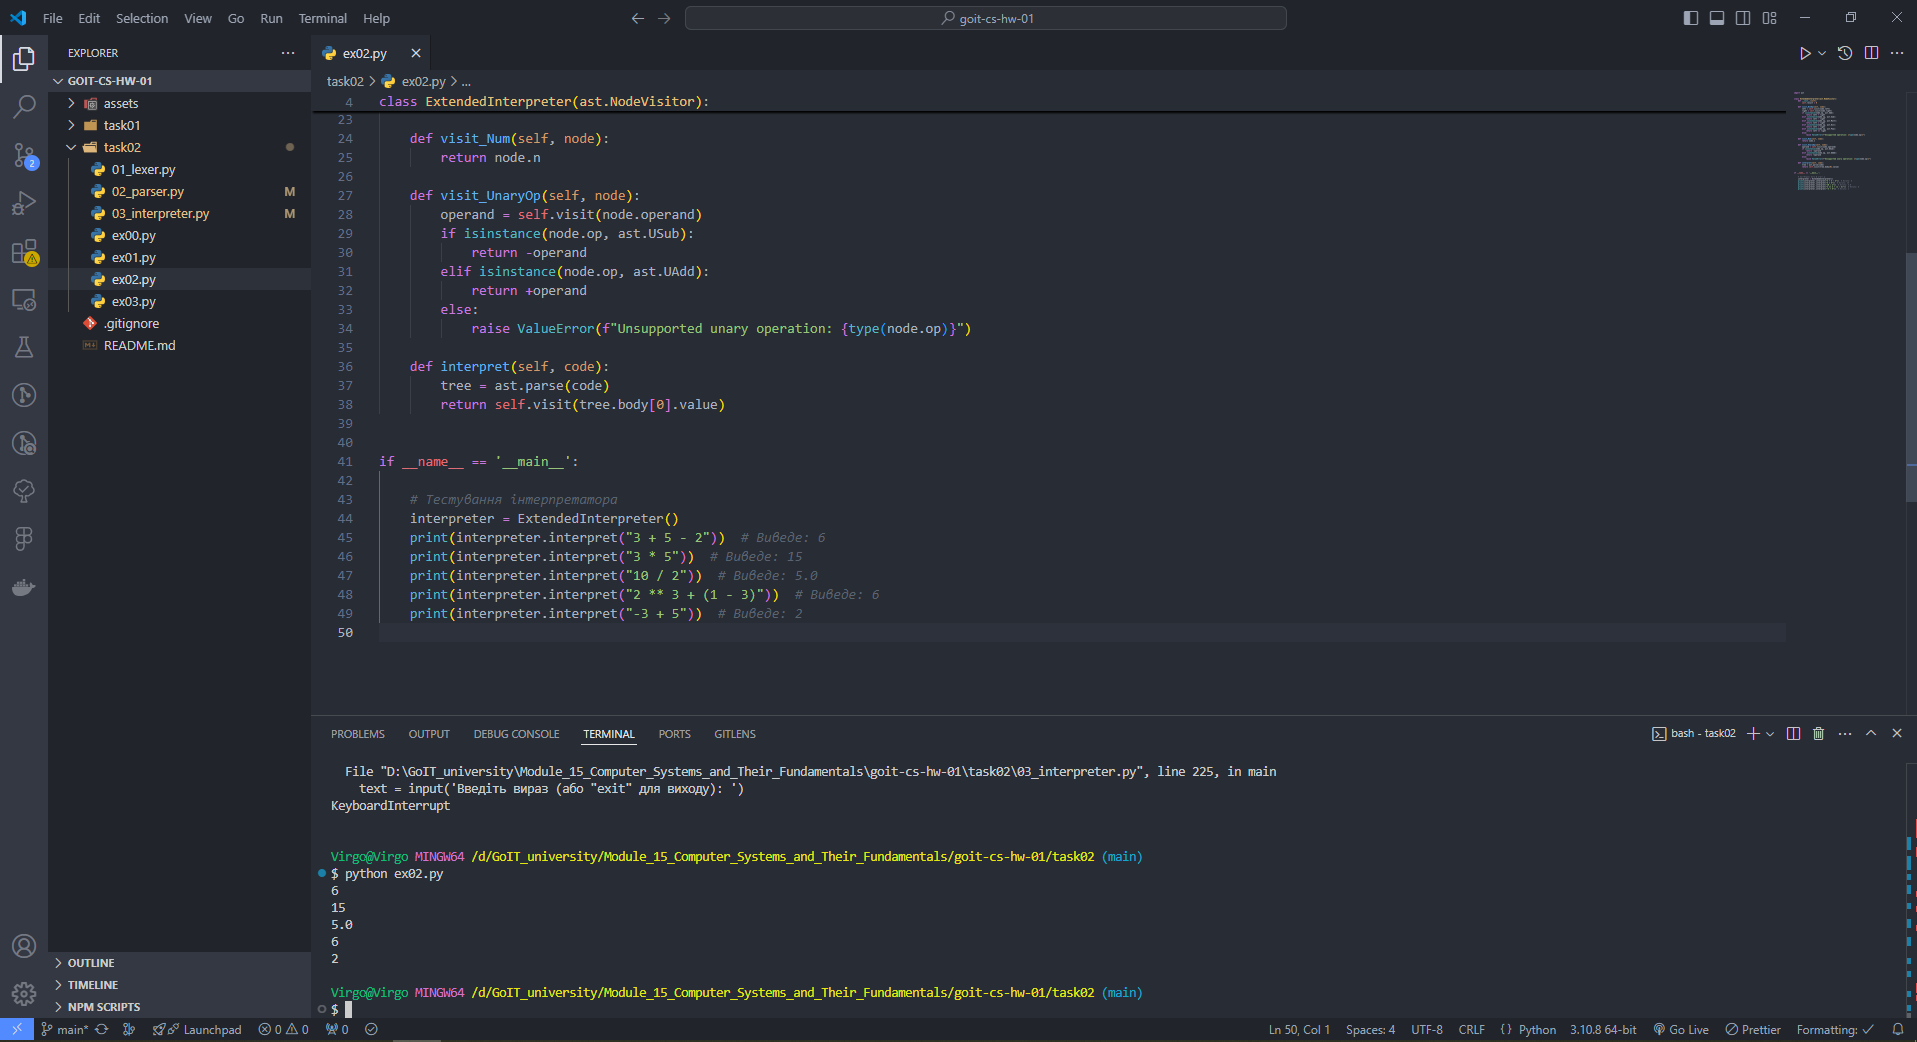 File Edit Selection View Go Run Terminal Help
goit-cs-hw-01
EXPLORER
GOIT-CS-HW-01
assets
task01
task02
01_lexer.py
02_parser.py M
03_interpreter.py M
ex00.py
ex01.py
ex02.py
ex03.py
.gitignore
README.md
OUTLINE
TIMELINE
NPM SCRIPTS
2
ex02.py
task02 > ex02.py > ...
4 class ExtendedInterpreter(ast.NodeVisitor):
23
24 def visit_Num(self, node):
25 return node.n
26
27 def visit_UnaryOp(self, node):
28 operand = self.visit(node.operand)
29 if isinstance(node.op, ast.USub):
30 return -operand
31 elif isinstance(node.op, ast.UAdd):
32 return +operand
33 else:
34 raise ValueError(f"Unsupported unary operation: {type(node.op)}")
35
36 def interpret(self, code):
37 tree = ast.parse(code)
38 return self.visit(tree.body[0].value)
39
40
41 if __name__ == '__main__':
42
43 # Тестування інтерпретатора
44 interpreter = ExtendedInterpreter()
45 print(interpreter.interpret("3 + 5 - 2")) # Виведе: 6
46 print(interpreter.interpret("3 * 5")) # Виведе: 15
47 print(interpreter.interpret("10 / 2")) # Виведе: 5.0
48 print(interpreter.interpret("2 ** 3 + (1 - 3)")) # Виведе: 6
49 print(interpreter.interpret("-3 + 5")) # Виведе: 2
50
PROBLEMS OUTPUT DEBUG CONSOLE TERMINAL PORTS GITLENS
bash - task02
File "D:\GoIT_university\Module_15_Computer_Systems_and_Their_Fundamentals\goit-cs-hw-01\task02\03_interpreter.py", line 225, in main
text = input('Введіть вираз (або "exit" для виходу): ')
KeyboardInterrupt
Virgo@Virgo MINGW64 /d/GoIT_university/Module_15_Computer_Systems_and_Their_Fundamentals/goit-cs-hw-01/task02 (main)
$ python ex02.py
6
15
5.0
6
2
Virgo@Virgo MINGW64 /d/GoIT_university/Module_15_Computer_Systems_and_Their_Fundamentals/goit-cs-hw-01/task02 (main)
$
main* Launchpad 0 0 0 Ln 50, Col 1 Spaces: 4 UTF-8 CRLF {} Python 3.10.8 64-bit Go Live Prettier Formatting: ✓